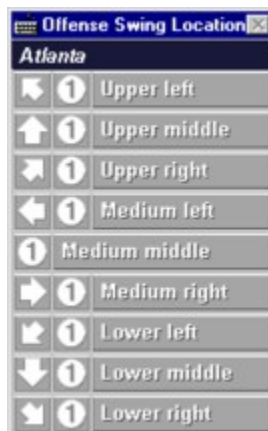 Offense Swing Location
Atlanta
1 Upper left
1 Upper middle
1 Upper right
1 Medium left
1 Medium middle
1 Medium right
1 Lower left
1 Lower middle
1 Lower right